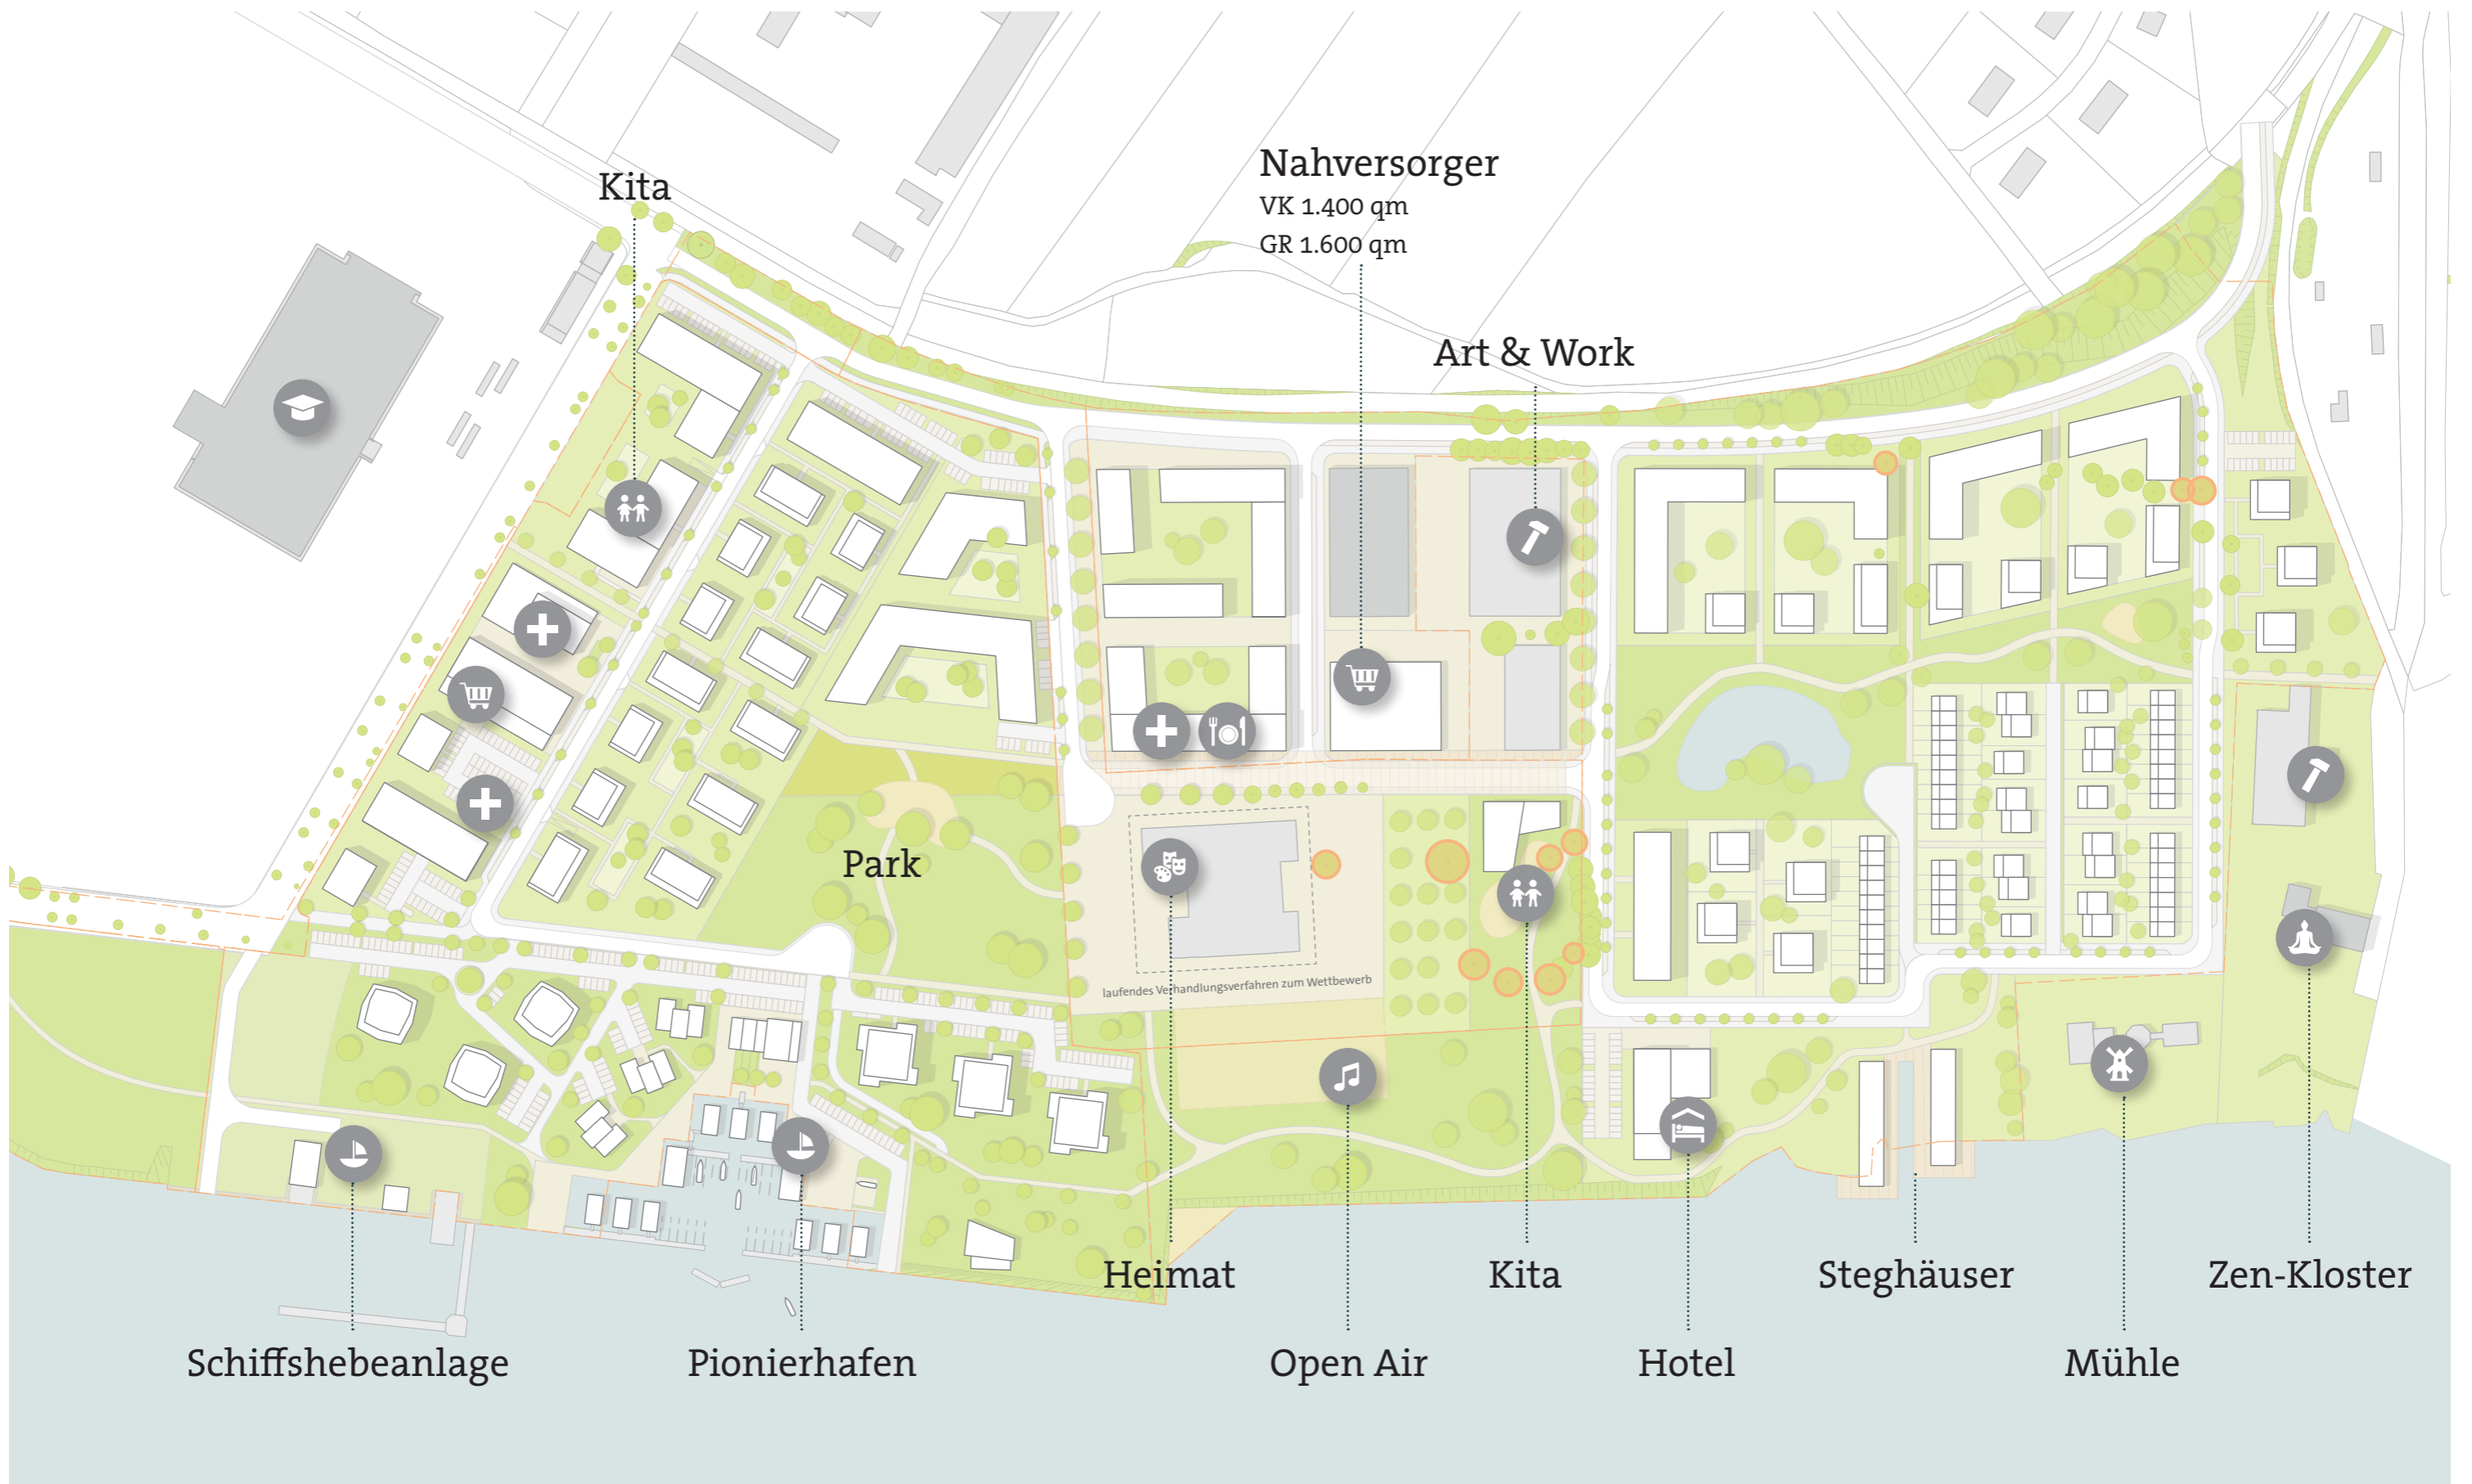 Kita
Nahversorger
VK 1.400 qm
GR 1.600 qm
Art & Work
Park
laufendes Verhandlungsverfahren zum Wettbewerb
Heimat
Kita
Steghäuser
Zen-Kloster
Schiffshebeanlage
Pionierhafen
Open Air
Hotel
Mühle